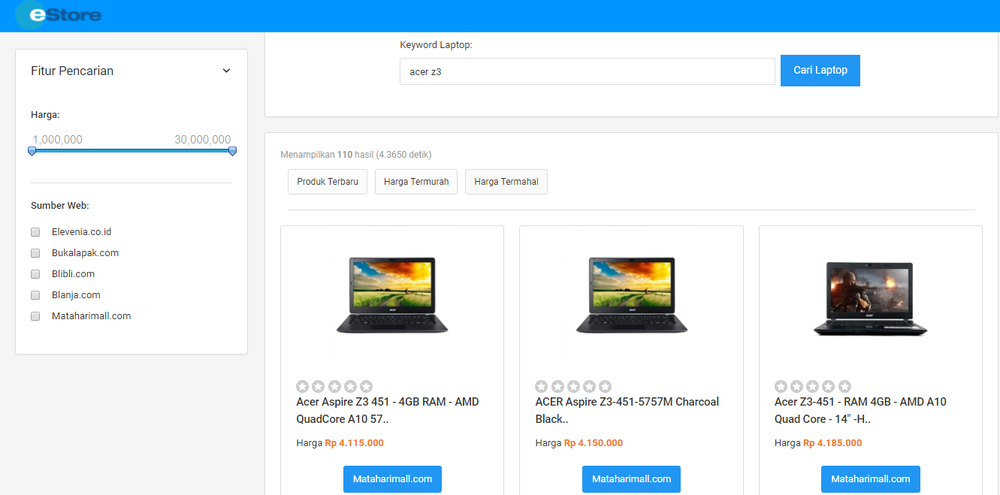 eStore
Keyword Laptop:
acer z3
Cari Laptop
Fitur Pencarian
Harga:
1,000,000
30,000,000
Sumber Web:
Elevenia.co.id
Bukalapak.com
Blibli.com
Blanja.com
Mataharimall.com
Menampilkan 110 hasil (4.3650 detik)
Produk Terbaru
Harga Termurah
Harga Termahal
Acer Aspire Z3 451 - 4GB RAM - AMD
QuadCore A10 57..
Harga Rp 4.115.000
Mataharimall.com
ACER Aspire Z3-451-5757M Charcoal
Black..
Harga Rp 4.150.000
Mataharimall.com
Acer Z3-451 - RAM 4GB - AMD A10
Quad Core - 14" -H..
Harga Rp 4.185.000
Mataharimall.com